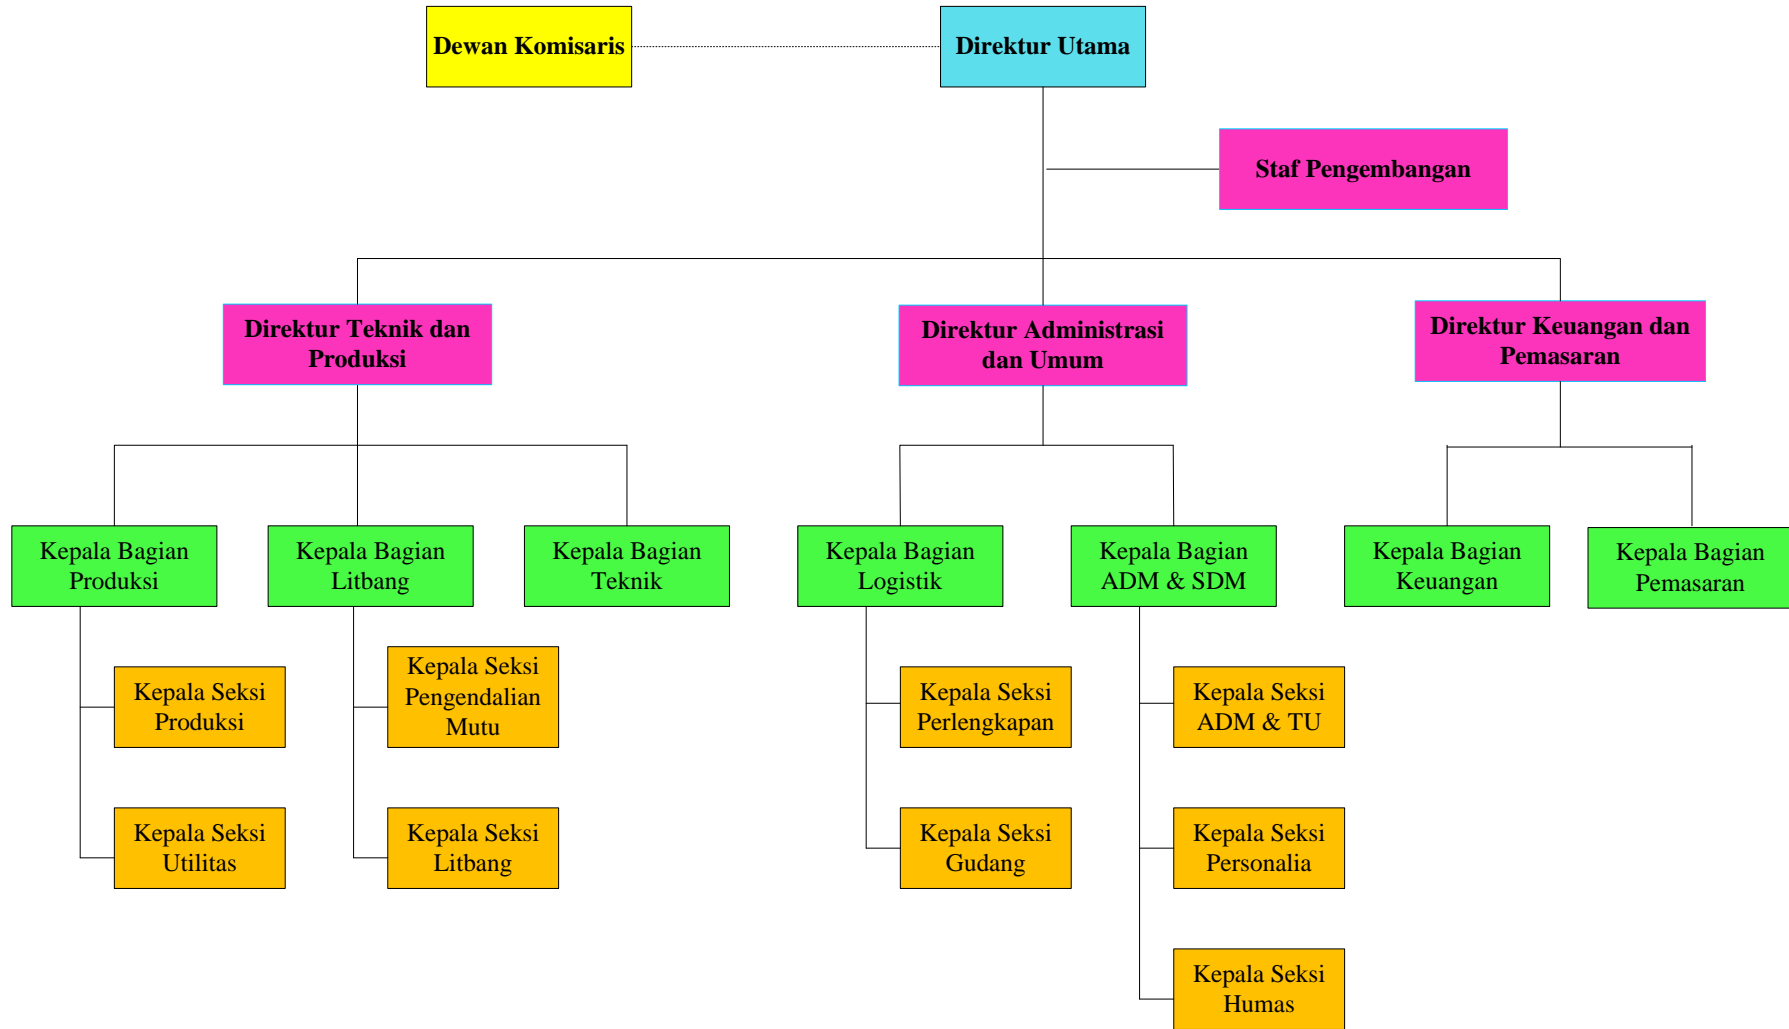 Dewan Komisaris
Direktur Utama
Staf Pengembangan
Direktur Teknik dan
Produksi
Direktur Administrasi
dan Umum
Direktur Keuangan dan
Pemasaran
Kepala Bagian
Produksi
Kepala Bagian
Litbang
Kepala Bagian
Teknik
Kepala Bagian
Logistik
Kepala Bagian
ADM & SDM
Kepala Bagian
Keuangan
Kepala Bagian
Pemasaran
Kepala Seksi
Produksi
Kepala Seksi
Pengendalian
Mutu
Kepala Seksi
Perlengkapan
Kepala Seksi
ADM & TU
Kepala Seksi
Utilitas
Kepala Seksi
Litbang
Kepala Seksi
Gudang
Kepala Seksi
Personalia
Kepala Seksi
Humas